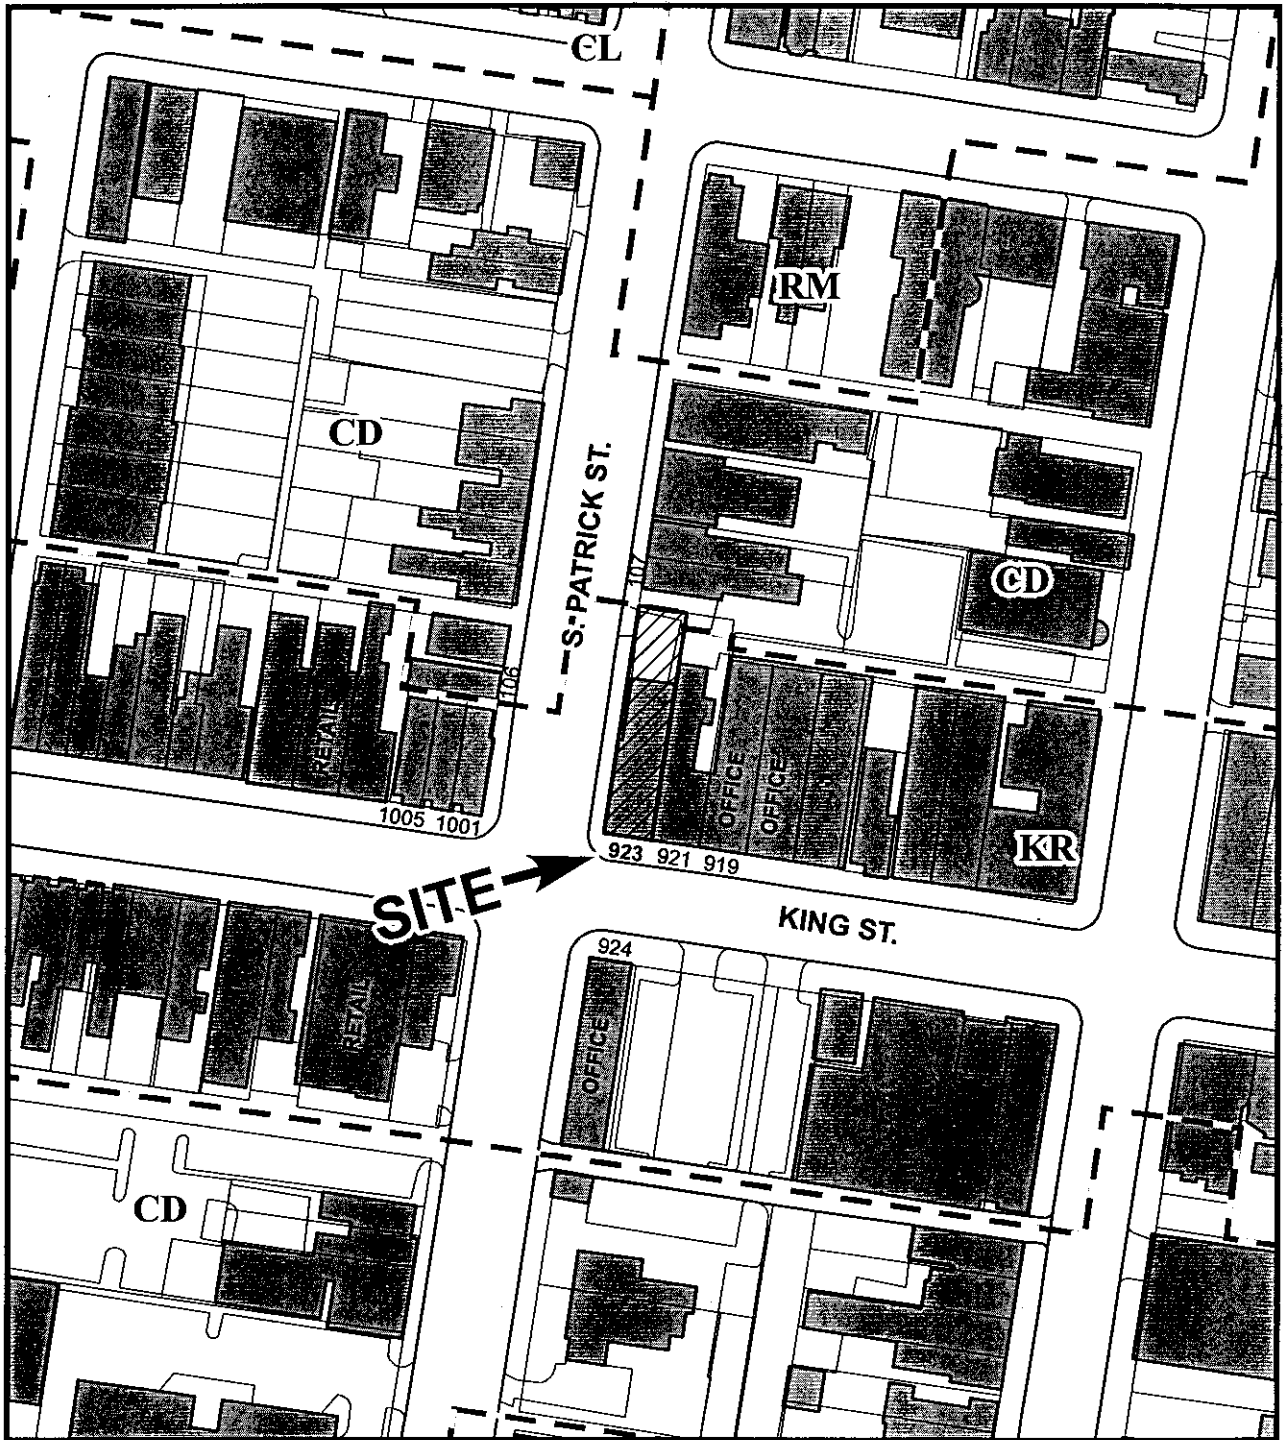 CL
RM
CD
S. PATRICK ST.
107
CD
106
RETAIL
OFFICE
OFFICE
1005 1001
923 921 919
KR
SITE
KING ST.
924
RETAIL
OFFICE
CD